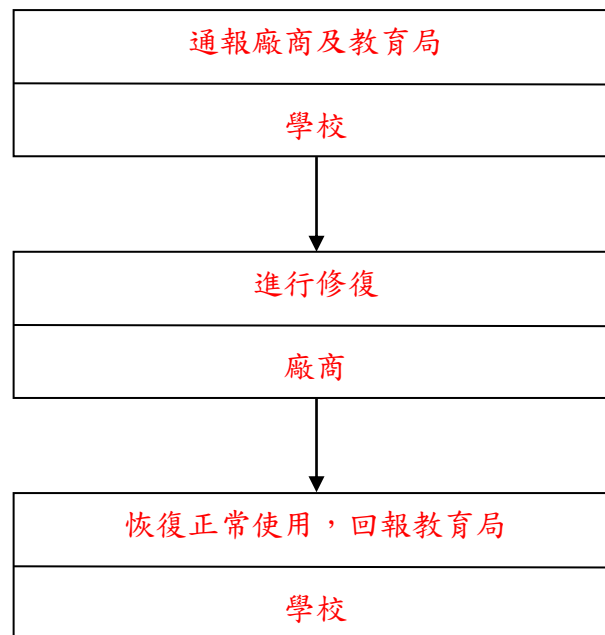 通報廠商及教育局
學校
進行修復
廠商
恢復正常使用，回報教育局
學校